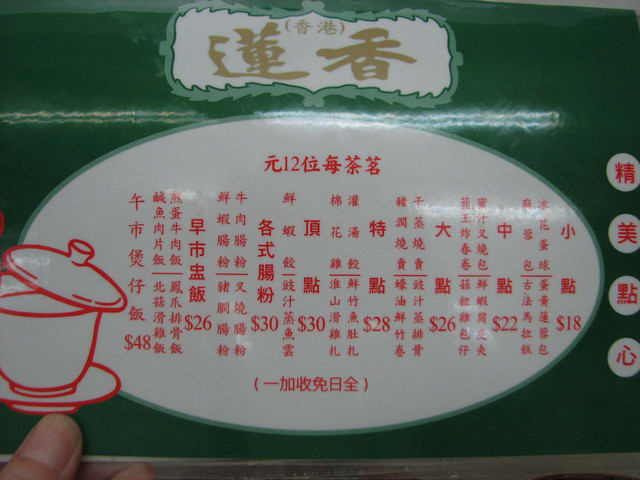 (香港)
蓮香
元12位每茶茗
小點 $18
冰花蛋球
蛋黃蓮蓉包
麻蓉包
古法馬拉糕
中點 $22
蜜汁叉燒包
鮮蝦腐皮夾
韮王炸春卷
菇粒雞包仔
大點 $26
干蒸燒賣
豉汁蒸排骨
豬潤燒賣
蠔油鮮竹卷
特點 $28
灌湯餃
鮮竹魚肚扎
棉花雞
淮山滑雞扎
頂點 $30
鮮蝦餃
豉汁蒸魚雲
各式腸粉 $30
牛肉腸粉
叉燒腸粉
鮮蝦腸粉
豬膶腸粉
早市盅飯 $26
煎蛋牛肉飯
鳳爪排骨飯
鹹魚肉片飯
北菇滑雞飯
午市煲仔飯 $48
(一加收免日全)
精美點心